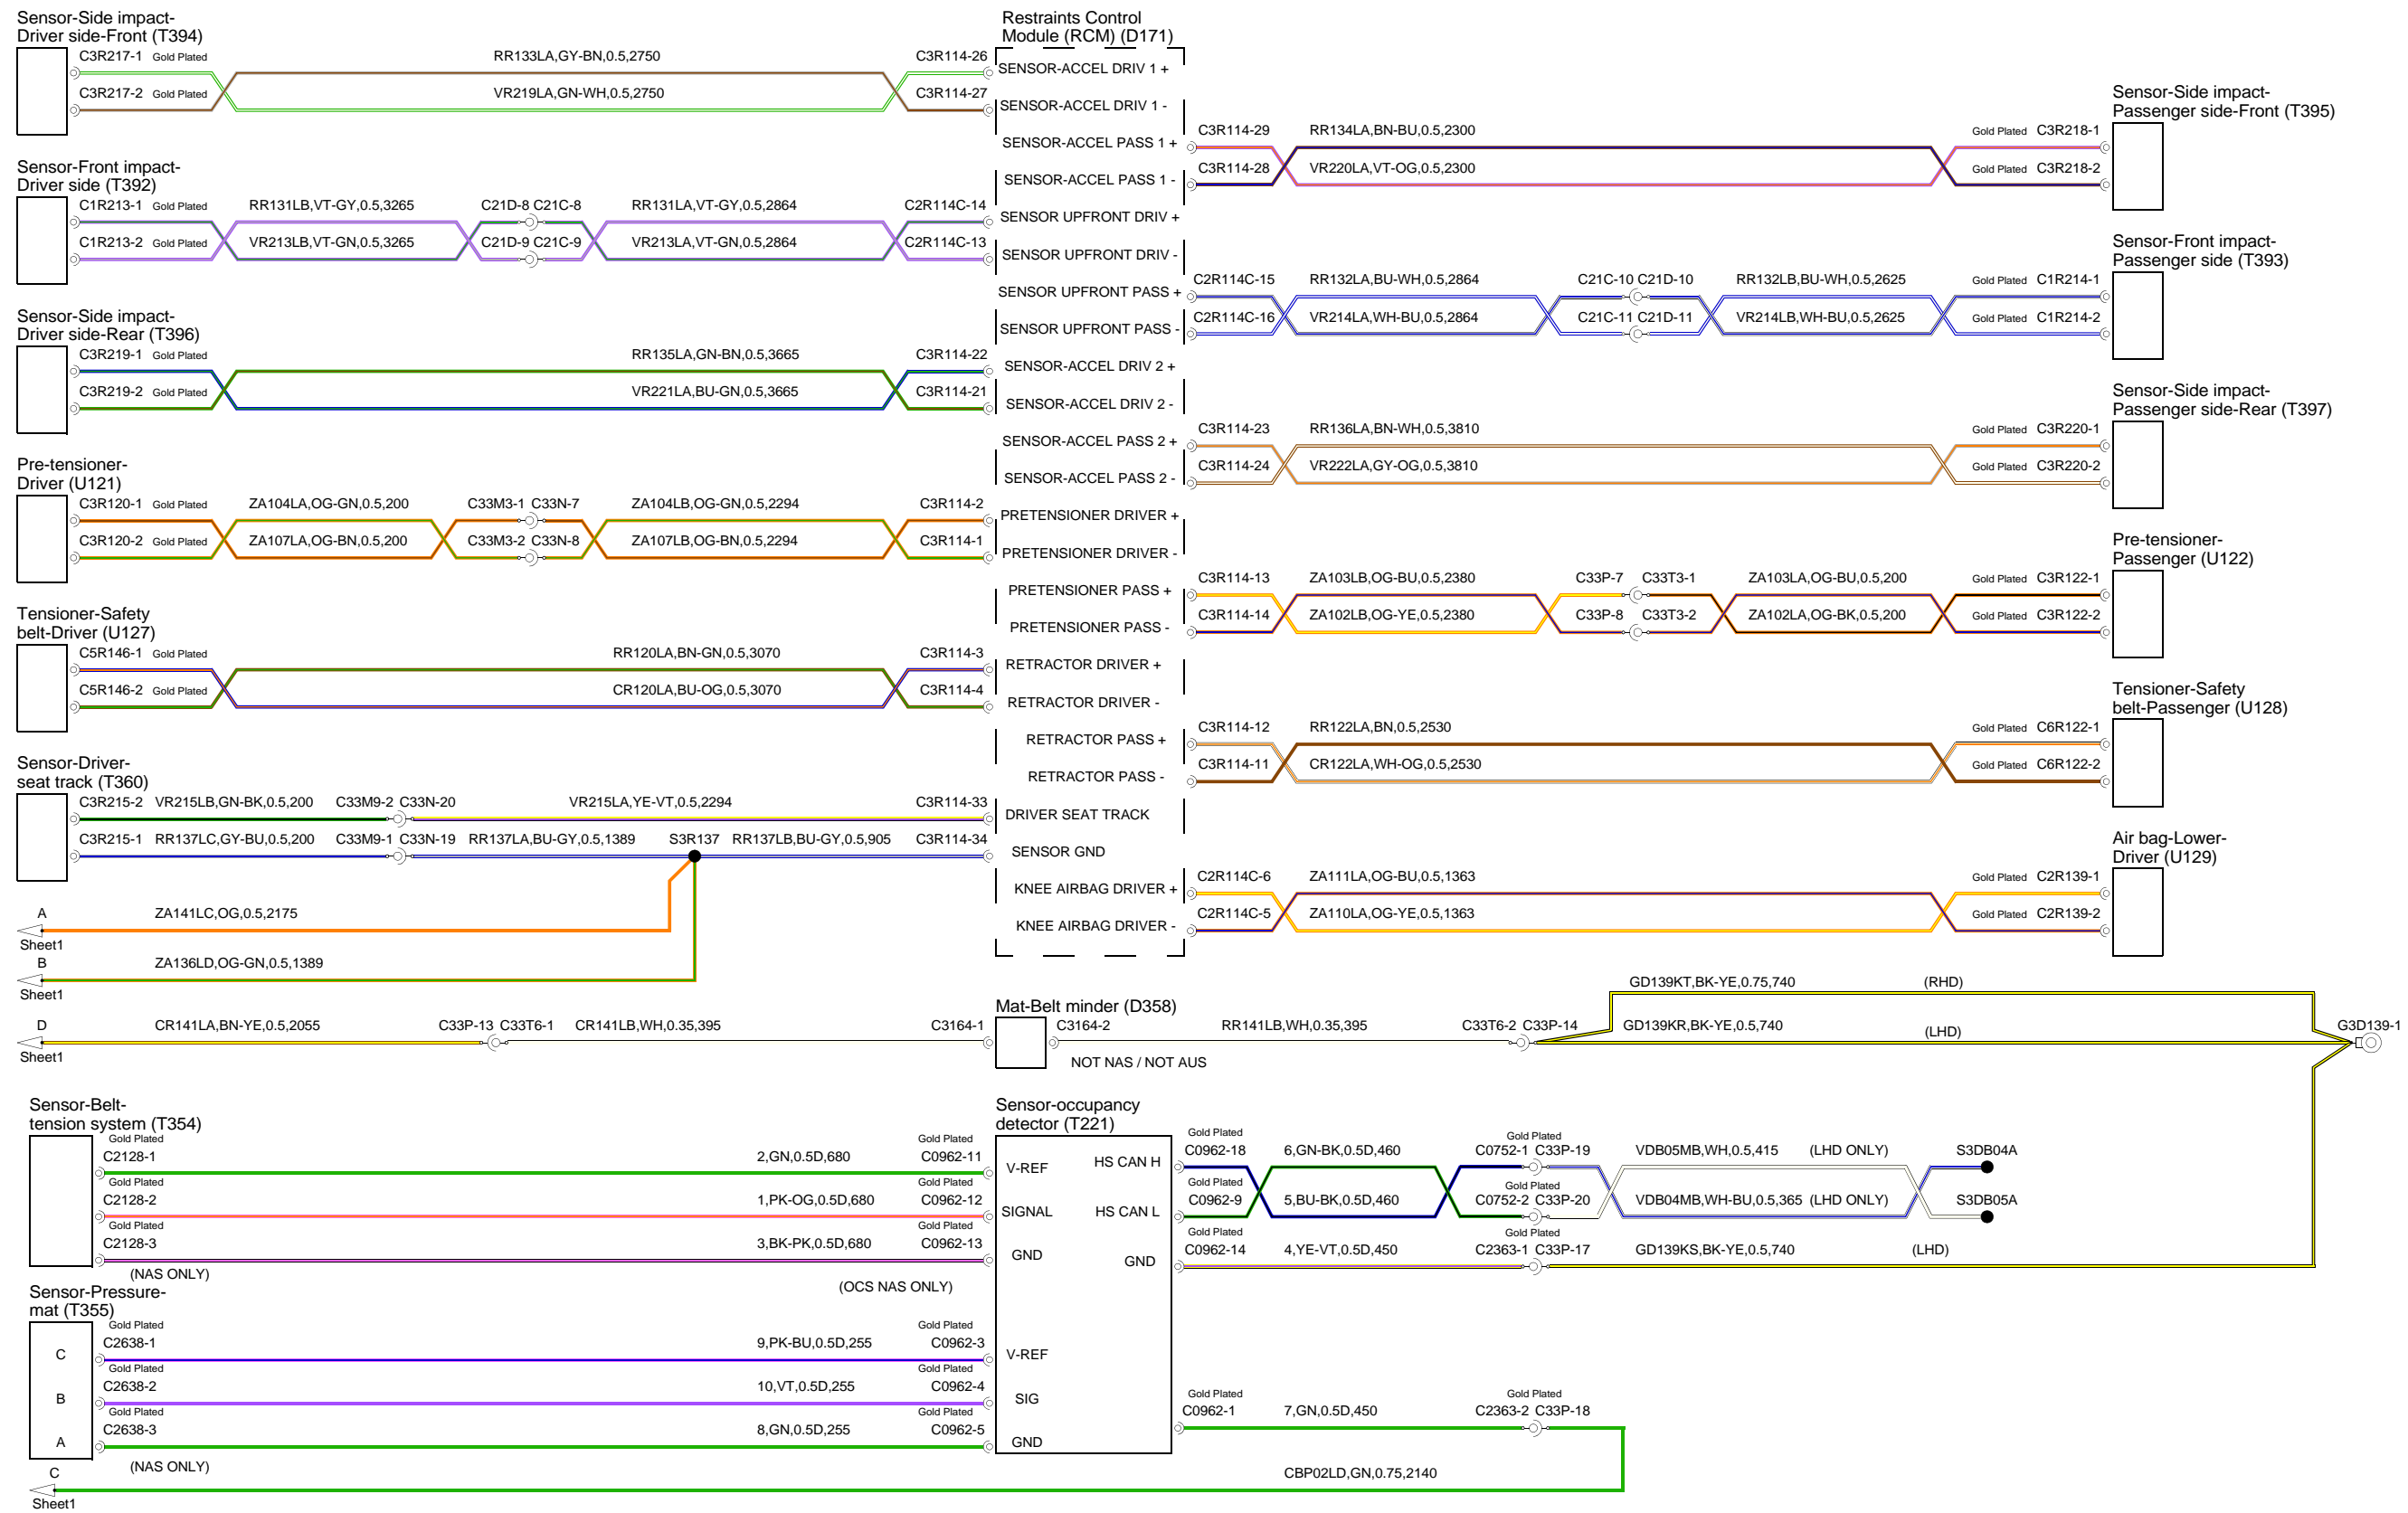 Sensor-Side impact-
Driver side-Front (T394)
C3R217-1 Gold Plated RR133LA,GY-BN,0.5,2750 C3R114-26
C3R217-2 Gold Plated VR219LA,GN-WH,0.5,2750 C3R114-27
Sensor-Front impact-
Driver side (T392)
C1R213-1 Gold Plated RR131LB,VT-GY,0.5,3265 C21D-8 C21C-8 RR131LA,VT-GY,0.5,2864 C2R114C-14
C1R213-2 Gold Plated VR213LB,VT-GN,0.5,3265 C21D-9 C21C-9 VR213LA,VT-GN,0.5,2864 C2R114C-13
Sensor-Side impact-
Driver side-Rear (T396)
C3R219-1 Gold Plated RR135LA,GN-BN,0.5,3665 C3R114-22
C3R219-2 Gold Plated VR221LA,BU-GN,0.5,3665 C3R114-21
Pre-tensioner-
Driver (U121)
C3R120-1 Gold Plated ZA104LA,OG-GN,0.5,200 C33M3-1 C33N-7 ZA104LB,OG-GN,0.5,2294 C3R114-2
C3R120-2 Gold Plated ZA107LA,OG-BN,0.5,200 C33M3-2 C33N-8 ZA107LB,OG-BN,0.5,2294 C3R114-1
Tensioner-Safety
belt-Driver (U127)
C5R146-1 Gold Plated RR120LA,BN-GN,0.5,3070 C3R114-3
C5R146-2 Gold Plated CR120LA,BU-OG,0.5,3070 C3R114-4
Sensor-Driver-
seat track (T360)
C3R215-2 VR215LB,GN-BK,0.5,200 C33M9-2 C33N-20 VR215LA,YE-VT,0.5,2294 C3R114-33
C3R215-1 RR137LC,GY-BU,0.5,200 C33M9-1 C33N-19 RR137LA,BU-GY,0.5,1389 S3R137 RR137LB,BU-GY,0.5,905 C3R114-34
A ZA141LC,OG,0.5,2175
Sheet1
B ZA136LD,OG-GN,0.5,1389
Sheet1
Restraints Control
Module (RCM) (D171)
SENSOR-ACCEL DRIV 1 +
SENSOR-ACCEL DRIV 1 -
SENSOR-ACCEL PASS 1 +
SENSOR-ACCEL PASS 1 -
SENSOR UPFRONT DRIV +
SENSOR UPFRONT DRIV -
SENSOR UPFRONT PASS +
SENSOR UPFRONT PASS -
SENSOR-ACCEL DRIV 2 +
SENSOR-ACCEL DRIV 2 -
SENSOR-ACCEL PASS 2 +
SENSOR-ACCEL PASS 2 -
PRETENSIONER DRIVER +
PRETENSIONER DRIVER -
PRETENSIONER PASS +
PRETENSIONER PASS -
RETRACTOR DRIVER +
RETRACTOR DRIVER -
RETRACTOR PASS +
RETRACTOR PASS -
DRIVER SEAT TRACK
SENSOR GND
KNEE AIRBAG DRIVER +
KNEE AIRBAG DRIVER -
Sensor-Side impact-
Passenger side-Front (T395)
C3R114-29 RR134LA,BN-BU,0.5,2300 Gold Plated C3R218-1
C3R114-28 VR220LA,VT-OG,0.5,2300 Gold Plated C3R218-2
Sensor-Front impact-
Passenger side (T393)
C2R114C-15 RR132LA,BU-WH,0.5,2864 C21C-10 C21D-10 RR132LB,BU-WH,0.5,2625 Gold Plated C1R214-1
C2R114C-16 VR214LA,WH-BU,0.5,2864 C21C-11 C21D-11 VR214LB,WH-BU,0.5,2625 Gold Plated C1R214-2
Sensor-Side impact-
Passenger side-Rear (T397)
C3R114-23 RR136LA,BN-WH,0.5,3810 Gold Plated C3R220-1
C3R114-24 VR222LA,GY-OG,0.5,3810 Gold Plated C3R220-2
Pre-tensioner-
Passenger (U122)
C3R114-13 ZA103LB,OG-BU,0.5,2380 C33P-7 C33T3-1 ZA103LA,OG-BU,0.5,200 Gold Plated C3R122-1
C3R114-14 ZA102LB,OG-YE,0.5,2380 C33P-8 C33T3-2 ZA102LA,OG-BK,0.5,200 Gold Plated C3R122-2
Tensioner-Safety
belt-Passenger (U128)
C3R114-12 RR122LA,BN,0.5,2530 Gold Plated C6R122-1
C3R114-11 CR122LA,WH-OG,0.5,2530 Gold Plated C6R122-2
Air bag-Lower-
Driver (U129)
C2R114C-6 ZA111LA,OG-BU,0.5,1363 Gold Plated C2R139-1
C2R114C-5 ZA110LA,OG-YE,0.5,1363 Gold Plated C2R139-2
GD139KT,BK-YE,0.75,740 (RHD)
Mat-Belt minder (D358)
D CR141LA,BN-YE,0.5,2055 C33P-13 C33T6-1 CR141LB,WH,0.35,395 C3164-1 C3164-2 RR141LB,WH,0.35,395 C33T6-2 C33P-14 GD139KR,BK-YE,0.5,740 (LHD) G3D139-1
Sheet1
NOT NAS / NOT AUS
Sensor-Belt-
tension system (T354)
Gold Plated Gold Plated
C2128-1 2,GN,0.5D,680 C0962-11
Gold Plated Gold Plated
C2128-2 1,PK-OG,0.5D,680 C0962-12
Gold Plated Gold Plated
C2128-3 3,BK-PK,0.5D,680 C0962-13
(NAS ONLY)
(OCS NAS ONLY)
Sensor-Pressure-
mat (T355)
Gold Plated Gold Plated
C C2638-1 9,PK-BU,0.5D,255 C0962-3
Gold Plated Gold Plated
B C2638-2 10,VT,0.5D,255 C0962-4
Gold Plated Gold Plated
A C2638-3 8,GN,0.5D,255 C0962-5
(NAS ONLY)
Sensor-occupancy
detector (T221)
V-REF HS CAN H
SIGNAL HS CAN L
GND GND
V-REF
SIG
GND
Gold Plated Gold Plated
C0962-18 6,GN-BK,0.5D,460 C0752-1 C33P-19 VDB05MB,WH,0.5,415 (LHD ONLY) S3DB04A
Gold Plated
C0962-9 5,BU-BK,0.5D,460 C0752-2 C33P-20 VDB04MB,WH-BU,0.5,365 (LHD ONLY) S3DB05A
Gold Plated Gold Plated
C0962-14 4,YE-VT,0.5D,450 C2363-1 C33P-17 GD139KS,BK-YE,0.5,740 (LHD)
Gold Plated Gold Plated
C0962-1 7,GN,0.5D,450 C2363-2 C33P-18
C CBP02LD,GN,0.75,2140
Sheet1